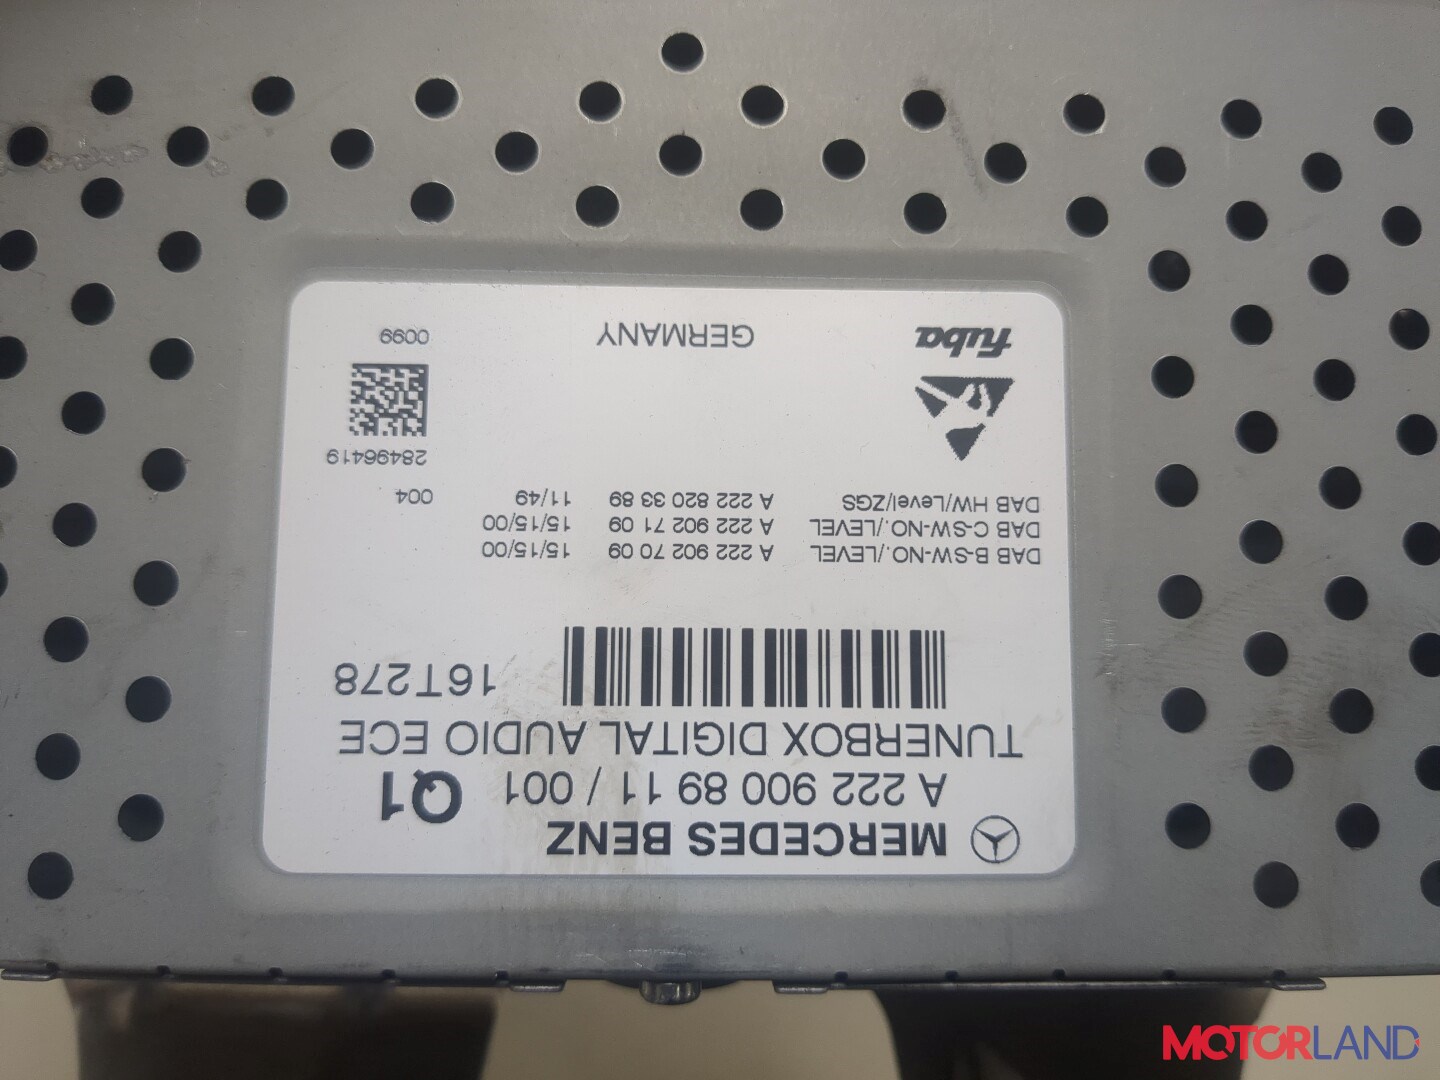 MERCEDES BENZ
A 222 900 89 11 / 001 Q1
TUNERBOX DIGITAL AUDIO ECE
16T278
DAB B-SW-NO./LEVEL A 222 902 70 09 15/15/00
DAB C-SW-NO./LEVEL A 222 902 71 09 15/15/00
DAB HW/Level/ZGS A 222 820 33 89 11/49
004
28496419
fuba GERMANY 0099
MOTORLAND